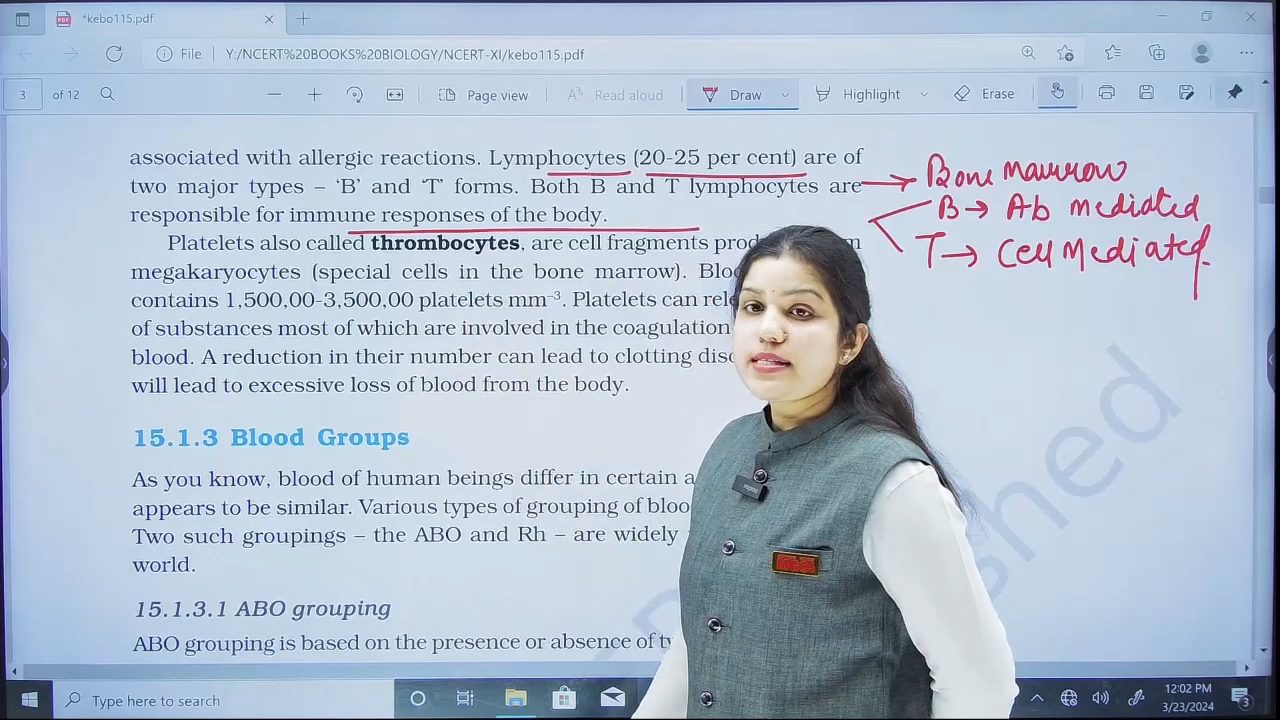 *kebo115.pdf
File Y:/NCERT%20BOOKS%20BIOLOGY/NCERT-XI/kebo115.pdf
3 of 12 Page view Read aloud Draw Highlight Erase
associated with allergic reactions. Lymphocytes (20-25 per cent) are of
two major types – ‘B’ and ‘T’ forms. Both B and T lymphocytes are
responsible for immune responses of the body.
Platelets also called thrombocytes, are cell fragments
megakaryocytes (special cells in the bone marrow).
contains 1,500,00-3,500,00 platelets mm⁻³. Platelets can
of substances most of which are involved in the coagulation
blood. A reduction in their number can lead to clotting
will lead to excessive loss of blood from the body.
Bone marrow
B → Ab mediated
T → Cell Mediated
15.1.3 Blood Groups
As you know, blood of human beings differ in certain
appears to be similar. Various types of grouping of
Two such groupings – the ABO and Rh – are widely
world.
15.1.3.1 ABO grouping
ABO grouping is based on the presence or absence of
shed
Type here to search
12:02 PM
3/23/2024